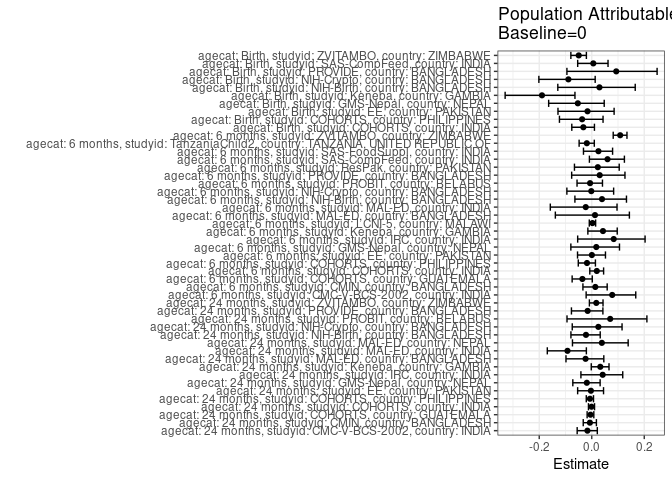 Population Attributable
Baseline=0
agecat: Birth, studyid: ZVITAMBO, country: ZIMBABWE
agecat: Birth, studyid: SAS-CompFeed, country: INDIA
agecat: Birth, studyid: PROVIDE, country: BANGLADESH
agecat: Birth, studyid: NIH-Crypto, country: BANGLADESH
agecat: Birth, studyid: NIH-Birth, country: BANGLADESH
agecat: Birth, studyid: Keneba, country: GAMBIA
agecat: Birth, studyid: GMS-Nepal, country: NEPAL
agecat: Birth, studyid: EE, country: PAKISTAN
agecat: Birth, studyid: COHORTS, country: PHILIPPINES
agecat: Birth, studyid: COHORTS, country: INDIA
agecat: 6 months, studyid: ZVITAMBO, country: ZIMBABWE
agecat: 6 months, studyid: TanzaniaChild2, country: TANZANIA, UNITED REPUBLIC OF
agecat: 6 months, studyid: SAS-FoodSuppl, country: INDIA
agecat: 6 months, studyid: SAS-CompFeed, country: INDIA
agecat: 6 months, studyid: ResPak, country: PAKISTAN
agecat: 6 months, studyid: PROVIDE, country: BANGLADESH
agecat: 6 months, studyid: PROBIT, country: BELARUS
agecat: 6 months, studyid: NIH-Crypto, country: BANGLADESH
agecat: 6 months, studyid: NIH-Birth, country: BANGLADESH
agecat: 6 months, studyid: MAL-ED, country: INDIA
agecat: 6 months, studyid: MAL-ED, country: BANGLADESH
agecat: 6 months, studyid: LCNI-5, country: MALAWI
agecat: 6 months, studyid: Keneba, country: GAMBIA
agecat: 6 months, studyid: IRC, country: INDIA
agecat: 6 months, studyid: GMS-Nepal, country: NEPAL
agecat: 6 months, studyid: EE, country: PAKISTAN
agecat: 6 months, studyid: COHORTS, country: PHILIPPINES
agecat: 6 months, studyid: COHORTS, country: INDIA
agecat: 6 months, studyid: COHORTS, country: GUATEMALA
agecat: 6 months, studyid: CMIN, country: BANGLADESH
agecat: 6 months, studyid: CMC-V-BCS-2002, country: INDIA
agecat: 24 months, studyid: ZVITAMBO, country: ZIMBABWE
agecat: 24 months, studyid: PROVIDE, country: BANGLADESH
agecat: 24 months, studyid: PROBIT, country: BELARUS
agecat: 24 months, studyid: NIH-Crypto, country: BANGLADESH
agecat: 24 months, studyid: NIH-Birth, country: BANGLADESH
agecat: 24 months, studyid: MAL-ED, country: NEPAL
agecat: 24 months, studyid: MAL-ED, country: INDIA
agecat: 24 months, studyid: MAL-ED, country: BANGLADESH
agecat: 24 months, studyid: Keneba, country: GAMBIA
agecat: 24 months, studyid: IRC, country: INDIA
agecat: 24 months, studyid: GMS-Nepal, country: NEPAL
agecat: 24 months, studyid: EE, country: PAKISTAN
agecat: 24 months, studyid: COHORTS, country: PHILIPPINES
agecat: 24 months, studyid: COHORTS, country: INDIA
agecat: 24 months, studyid: COHORTS, country: GUATEMALA
agecat: 24 months, studyid: CMIN, country: BANGLADESH
agecat: 24 months, studyid: CMC-V-BCS-2002, country: INDIA
-0.2 0.0 0.2
Estimate